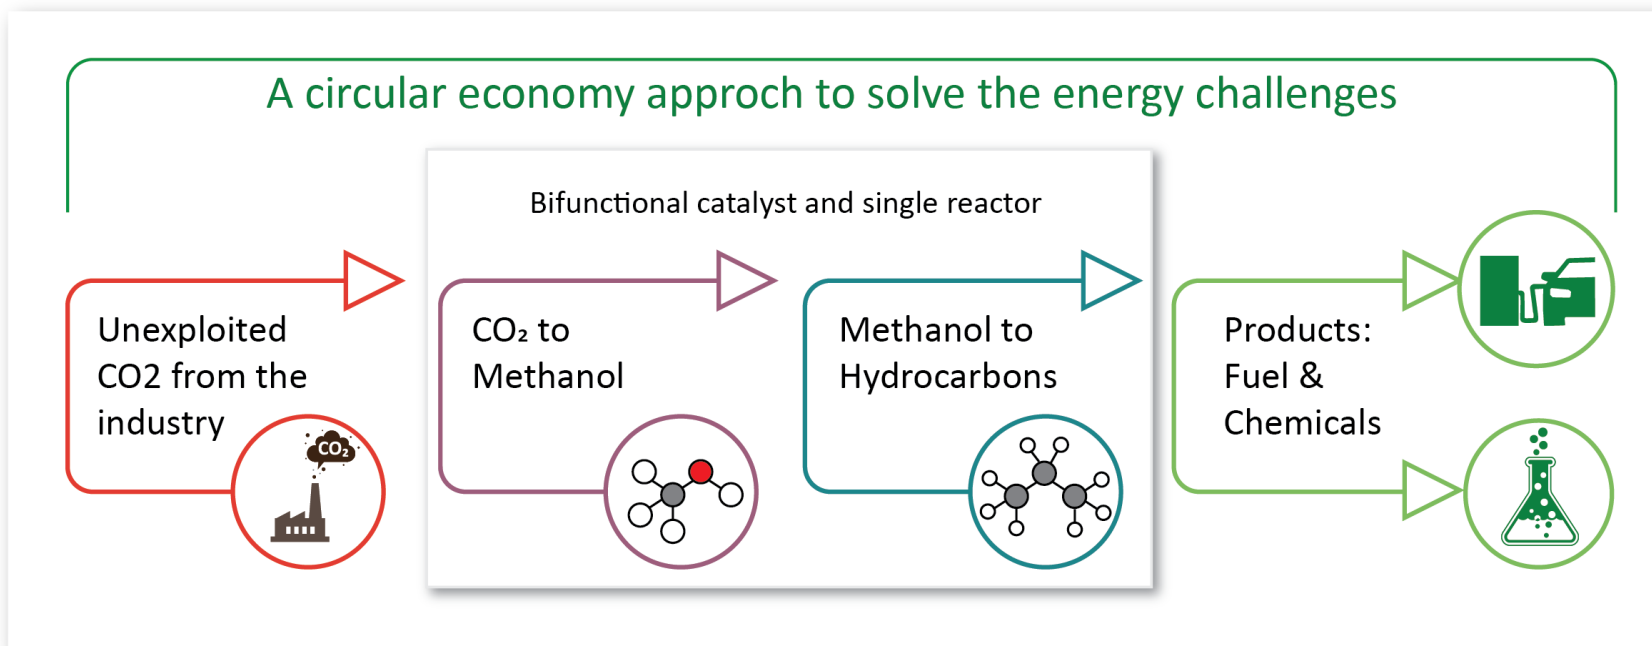 A circular economy approch to solve the energy challenges
Bifunctional catalyst and single reactor
Unexploited
CO2 from the
industry
CO₂
CO₂ to
Methanol
Methanol to
Hydrocarbons
Products:
Fuel &
Chemicals